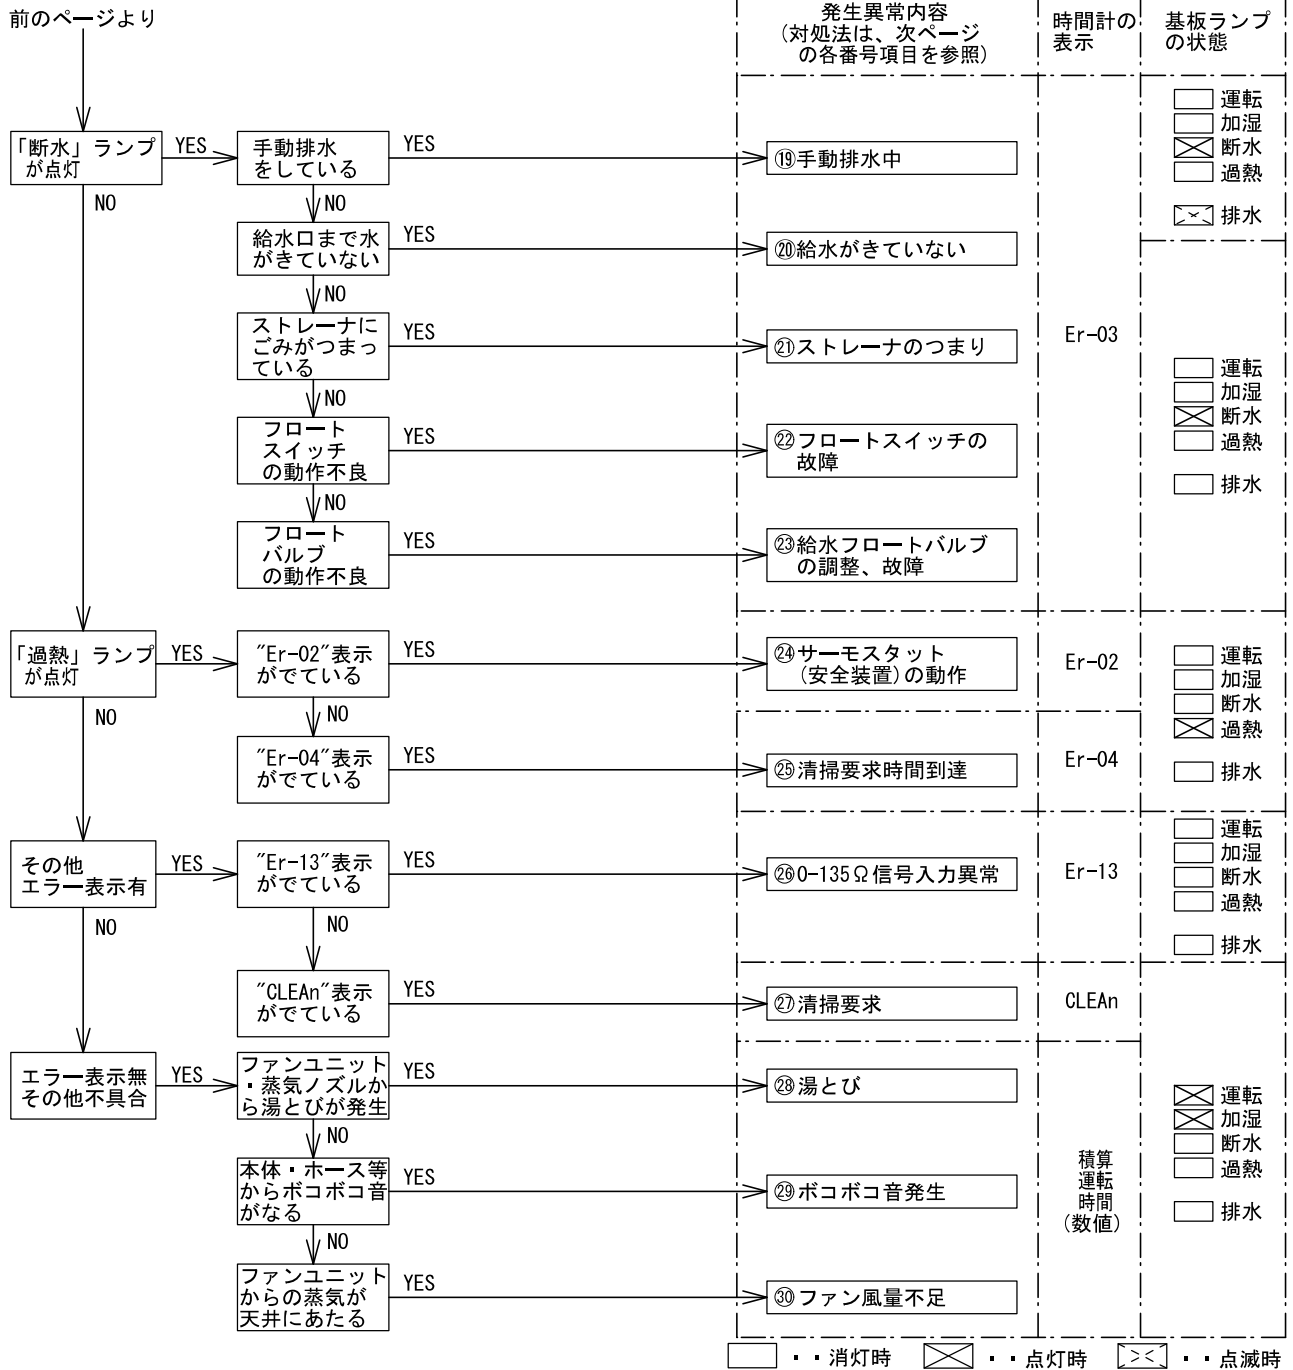 前のページより
発生異常内容
(対処法は、次ページ
の各番号項目を参照)
時間計の
表示
基板ランプ
の状態
「断水」ランプ
が点灯
YES
NO
手動排水
をしている
YES
NO
⑲手動排水中
給水口まで水
がきていない
YES
NO
⑳給水がきていない
ストレーナに
ごみがつまっ
ている
YES
NO
㉑ストレーナのつまり
フロート
スイッチ
の動作不良
YES
NO
㉒フロートスイッチの
故障
フロート
バルブ
の動作不良
YES
㉓給水フロートバルブ
の調整、故障
Er-03
運転
加湿
断水
過熱
排水
運転
加湿
断水
過熱
排水
「過熱」ランプ
が点灯
YES
NO
"Er-02"表示
がでている
YES
NO
㉔サーモスタット
(安全装置)の動作
Er-02
"Er-04"表示
がでている
YES
㉕清掃要求時間到達
Er-04
運転
加湿
断水
過熱
排水
その他
エラー表示有
YES
NO
"Er-13"表示
がでている
YES
NO
㉖0-135Ω信号入力異常
Er-13
運転
加湿
断水
過熱
排水
"CLEAn"表示
がでている
YES
㉗清掃要求
CLEAn
エラー表示無
その他不具合
YES
ファンユニット
・蒸気ノズルか
ら湯とびが発生
YES
NO
㉘湯とび
本体・ホース等
からボコボコ音
がなる
YES
NO
㉙ボコボコ音発生
ファンユニット
からの蒸気が
天井にあたる
YES
㉚ファン風量不足
積算
運転
時間
(数値)
運転
加湿
断水
過熱
排水
・・消灯時
・・点灯時
・・点滅時